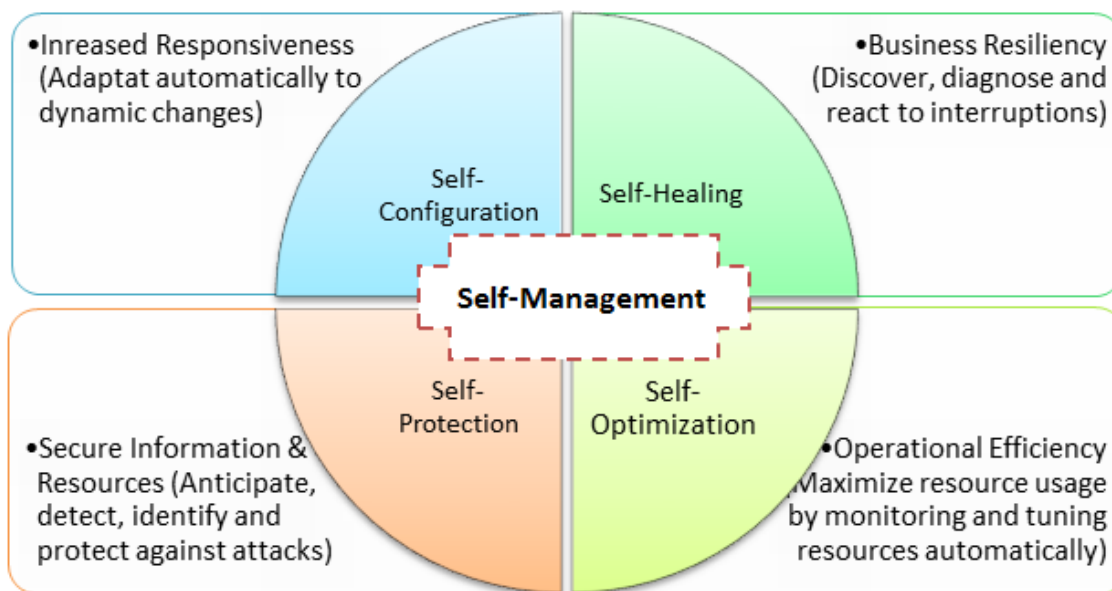 •Inreased Responsiveness
(Adaptat automatically to
dynamic changes)
•Business Resiliency
(Discover, diagnose and
react to interruptions)
Self-
Configuration
Self-Healing
Self-Management
Self-
Protection
Self-
Optimization
•Secure Information &
Resources (Anticipate,
detect, identify and
protect against attacks)
•Operational Efficiency
(Maximize resource usage
by monitoring and tuning
resources automatically)